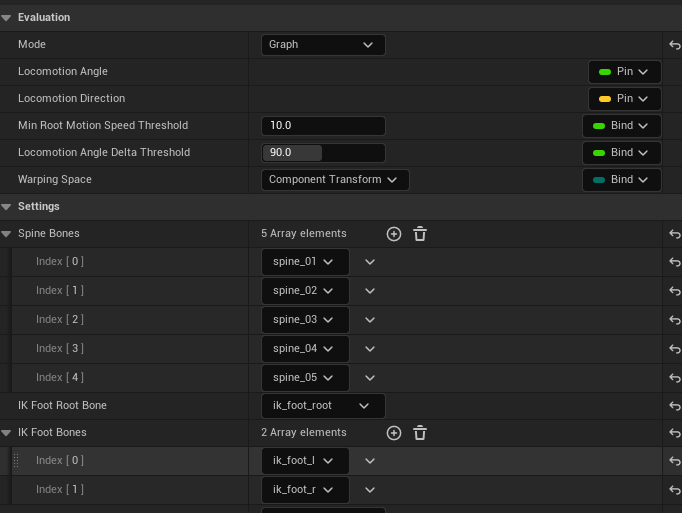 Evaluation
Mode Graph
Locomotion Angle Pin
Locomotion Direction Pin
Min Root Motion Speed Threshold 10.0 Bind
Locomotion Angle Delta Threshold 90.0 Bind
Warping Space Component Transform Bind
Settings
Spine Bones 5 Array elements
Index [ 0 ] spine_01
Index [ 1 ] spine_02
Index [ 2 ] spine_03
Index [ 3 ] spine_04
Index [ 4 ] spine_05
IK Foot Root Bone ik_foot_root
IK Foot Bones 2 Array elements
Index [ 0 ] ik_foot_l
Index [ 1 ] ik_foot_r